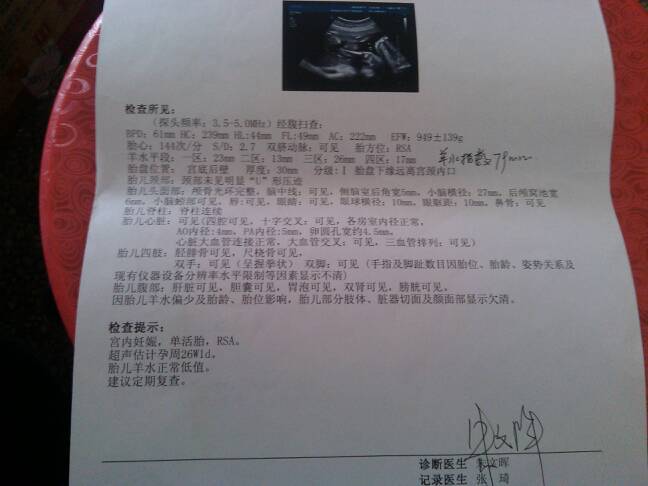 检查所见:
(探头频率: 3.5-5.0MHz) 经腹扫查:
BPD: 61mm HC: 239mm HL:44mm FL:49mm AC: 222mm EFW: 949±139g
胎心: 144次/分 S/D: 2.7 双脐动脉: 可见 胎方位: RSA
羊水平段: 一区: 23mm 二区: 13mm 三区: 26mm 四区: 17mm 羊水指数 79mm
胎盘位置: 宫底后壁 厚度: 30mm 分级: I 胎盘下缘远离宫颈内口
胎儿颈部: 颈部未见明显“U”形压迹
胎儿头面部: 颅骨光环完整, 脑中线: 可见, 侧脑室后角宽5mm, 小脑横径: 27mm, 后颅窝池宽
6mm, 小脑蚓部可见, 唇: 可见, 眼睛: 可见, 眼球横径: 10mm, 眼眶距: 10mm, 鼻骨: 可见
胎儿脊柱: 脊柱连续
胎儿心脏: 可见(四腔可见, 十字交叉: 可见, 各房室内径正常,
AO内径:4mm, PA内径:5mm, 卵圆孔宽约4.5mm,
心脏大血管连接正常, 大血管交叉: 可见, 三血管排列: 可见)
胎儿四肢: 胫腓骨可见, 尺桡骨可见,
双手: 可见(呈握拳状) 双脚: 可见 (手指及脚趾数目因胎位、胎龄、姿势关系及
现有仪器设备分辨率水平限制等因素显示不清)
胎儿腹部: 肝脏可见, 胆囊可见, 胃泡可见, 双肾可见, 膀胱可见。
因胎儿羊水偏少及胎龄、胎位影响, 胎儿部分肢体、脏器切面及颜面部显示欠清。
检查提示:
宫内妊娠, 单活胎, RSA。
超声估计孕周26W1d。
胎儿羊水正常低值。
建议定期复查。
诊断医生 文晖
记录医生 张 琦